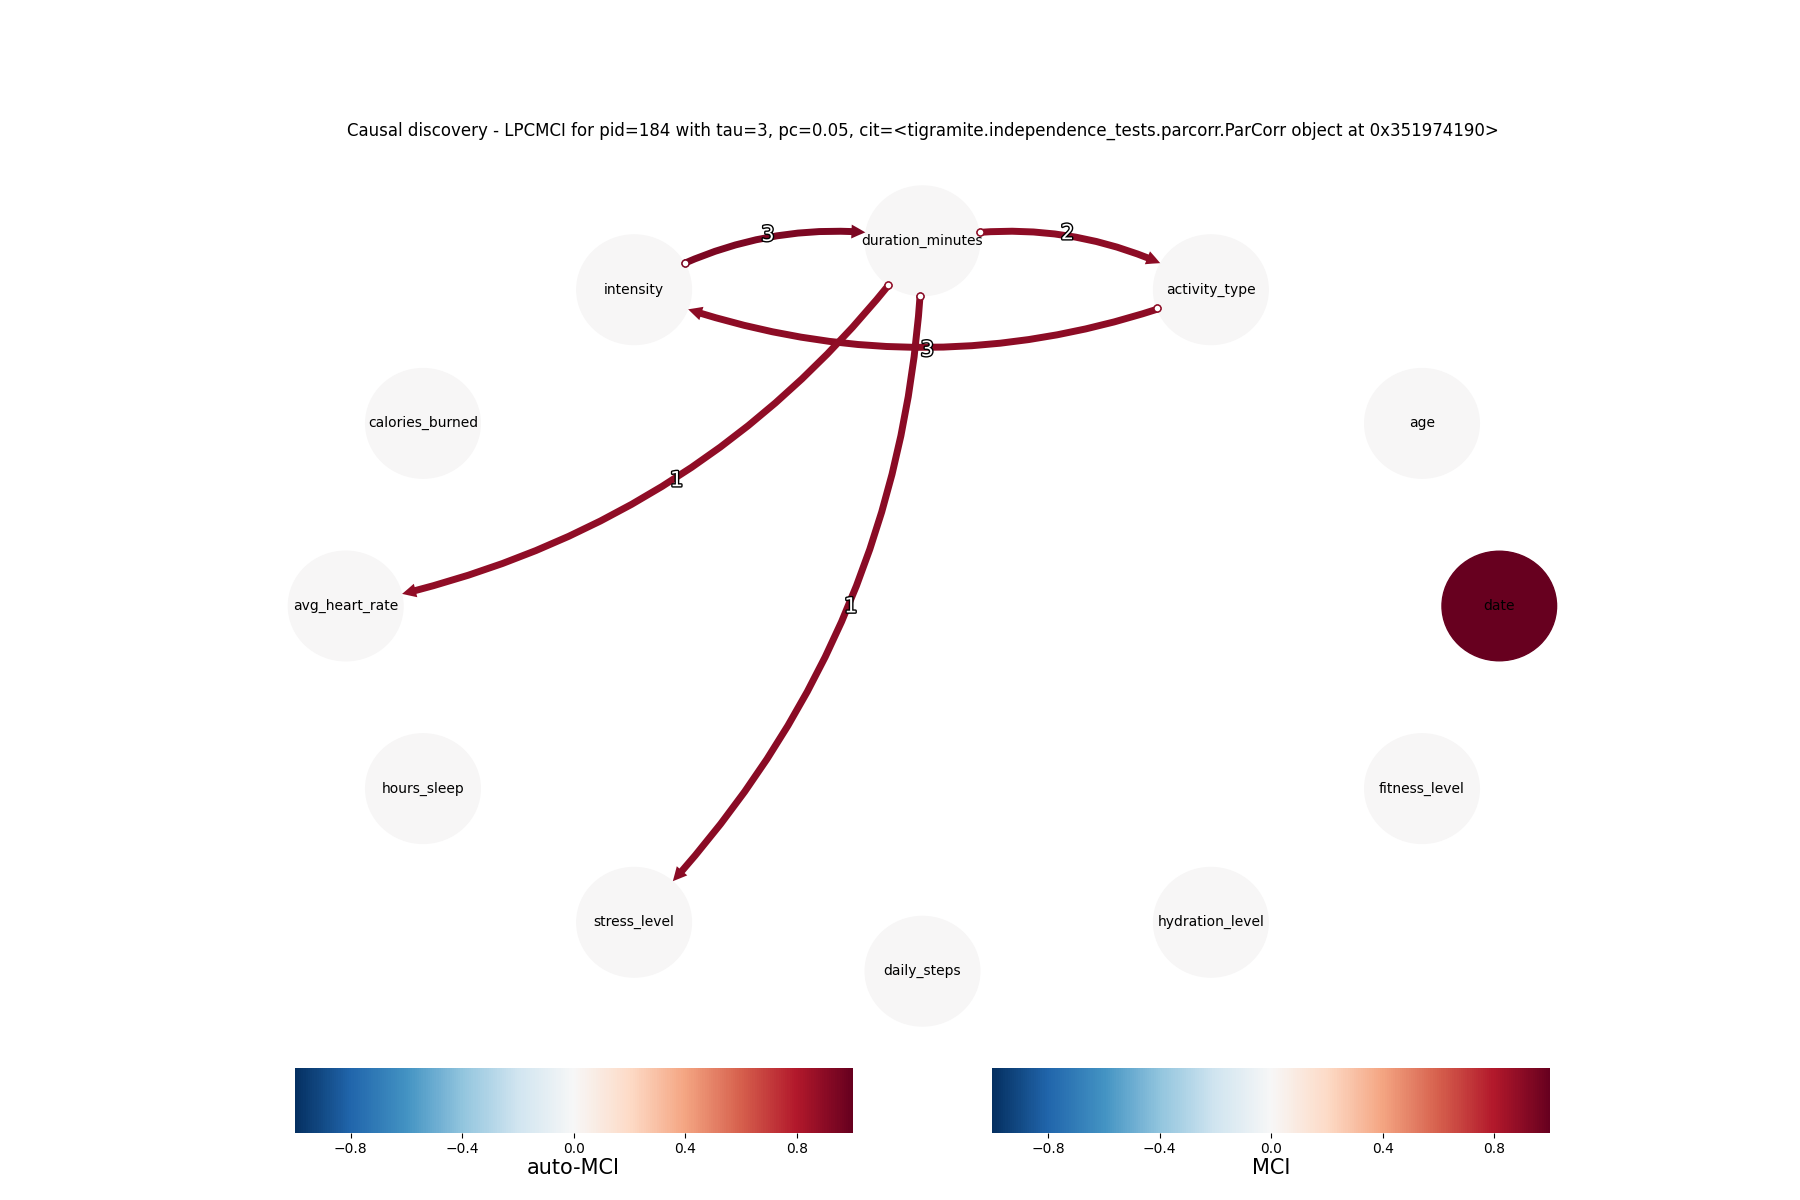 Causal discovery - LPCMCI for pid=184 with tau=3, pc=0.05, cit=<tigramite.independence_tests.parcorr.ParCorr object at 0x351974190>
3
duration_minutes
2
intensity
activity_type
3
calories_burned
age
1
avg_heart_rate
1
date
hours_sleep
fitness_level
stress_level
hydration_level
daily_steps
−0.8 −0.4 0.0 0.4 0.8
auto-MCI
−0.8 −0.4 0.0 0.4 0.8
MCI